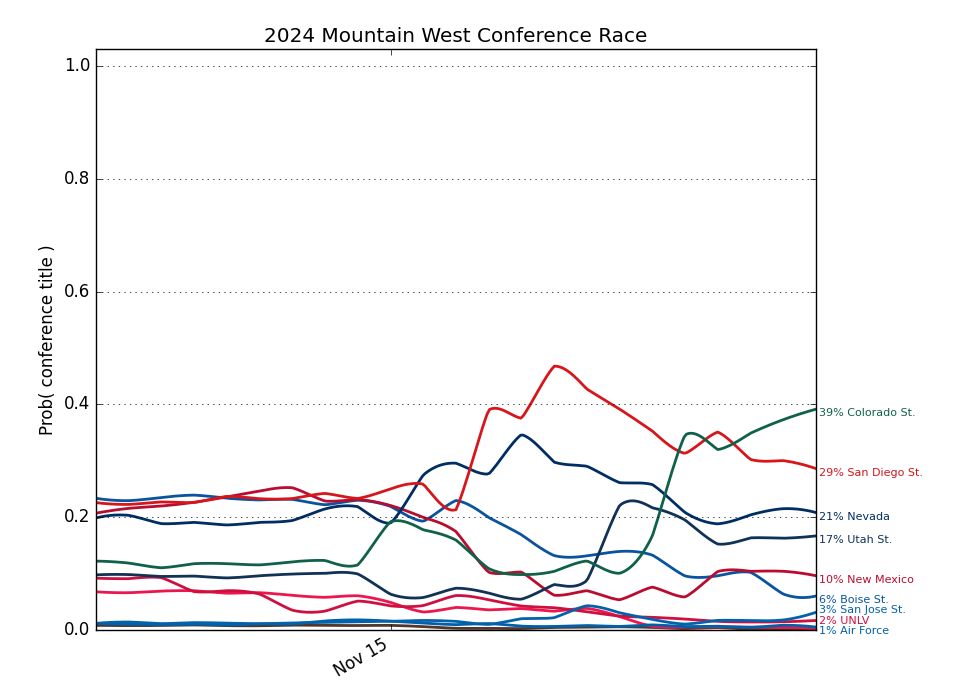 2024 Mountain West Conference Race
1.0
0.8
0.6
0.4
0.2
0.0
Prob( conference title )
Nov 15
39% Colorado St.
29% San Diego St.
21% Nevada
17% Utah St.
10% New Mexico
6% Boise St.
3% San Jose St.
2% UNLV
1% Air Force